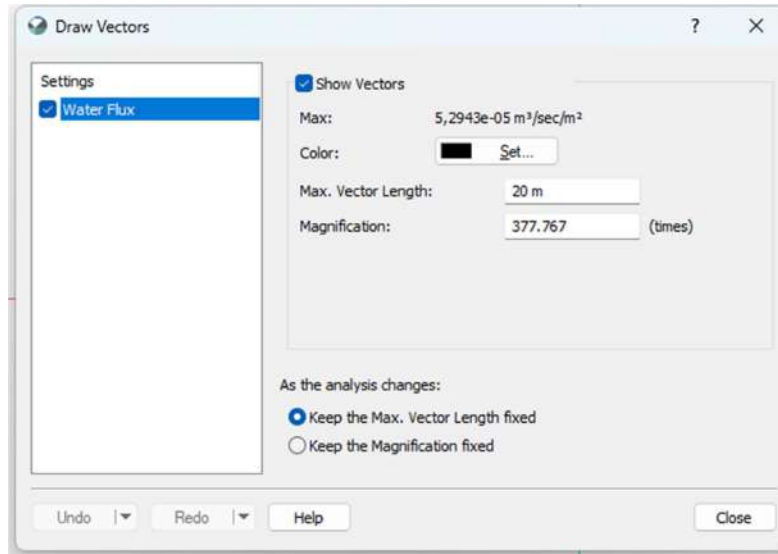 Draw Vectors
? X
Settings
Water Flux
Show Vectors
Max: 5,2943e-05 m³/sec/m²
Color: Set...
Max. Vector Length: 20 m
Magnification: 377.767 (times)
As the analysis changes:
Keep the Max. Vector Length fixed
Keep the Magnification fixed
Undo Redo Help Close